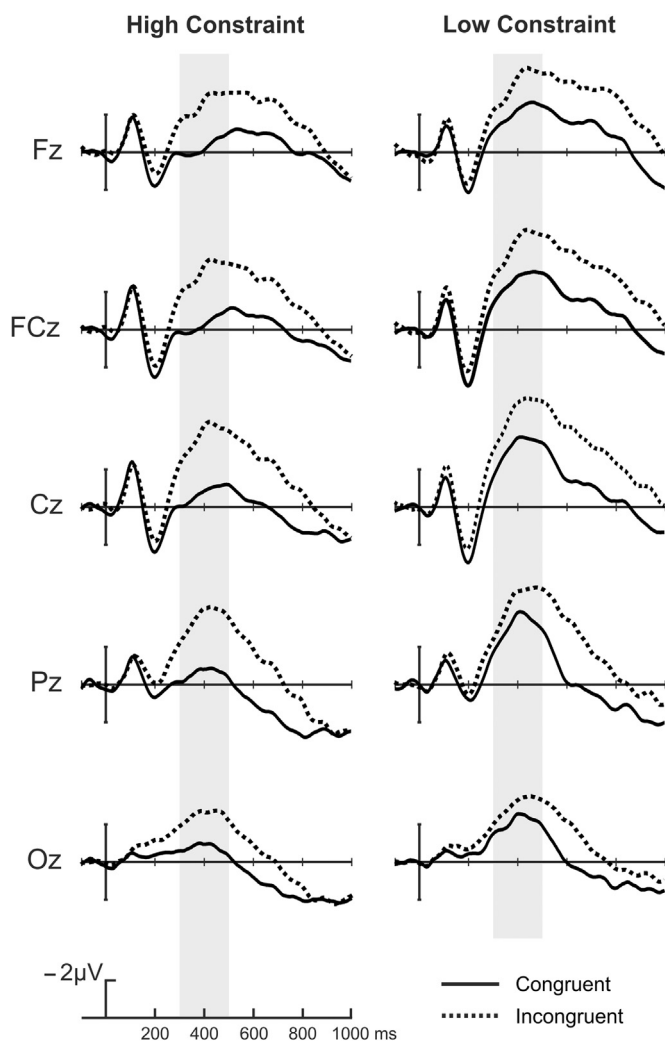 High Constraint
Low Constraint
Fz
FCz
Cz
Pz
Oz
−2μV
200 400 600 800 1000 ms
Congruent
Incongruent